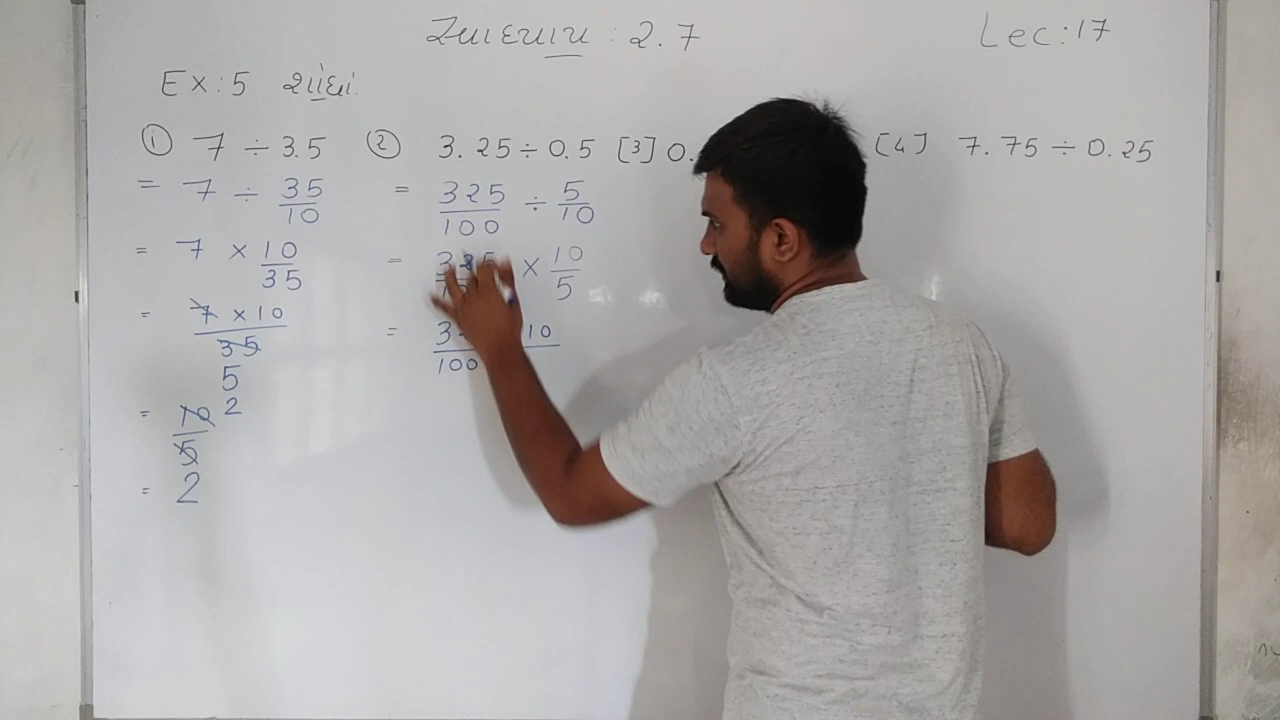 સ્વાધ્યાય : 2.7
Lec:17
Ex:5 શોધો.
① 7 ÷ 3.5 ② 3.25 ÷ 0.5 [3] 0. [4] 7.75 ÷ 0.25
= 7 ÷ 35/10 = 325/100 ÷ 5/10
= 7 × 10/35 = 325 × 10/5
= 7 × 10/35 = 3 10/100
5
= 10/5 2
= 2